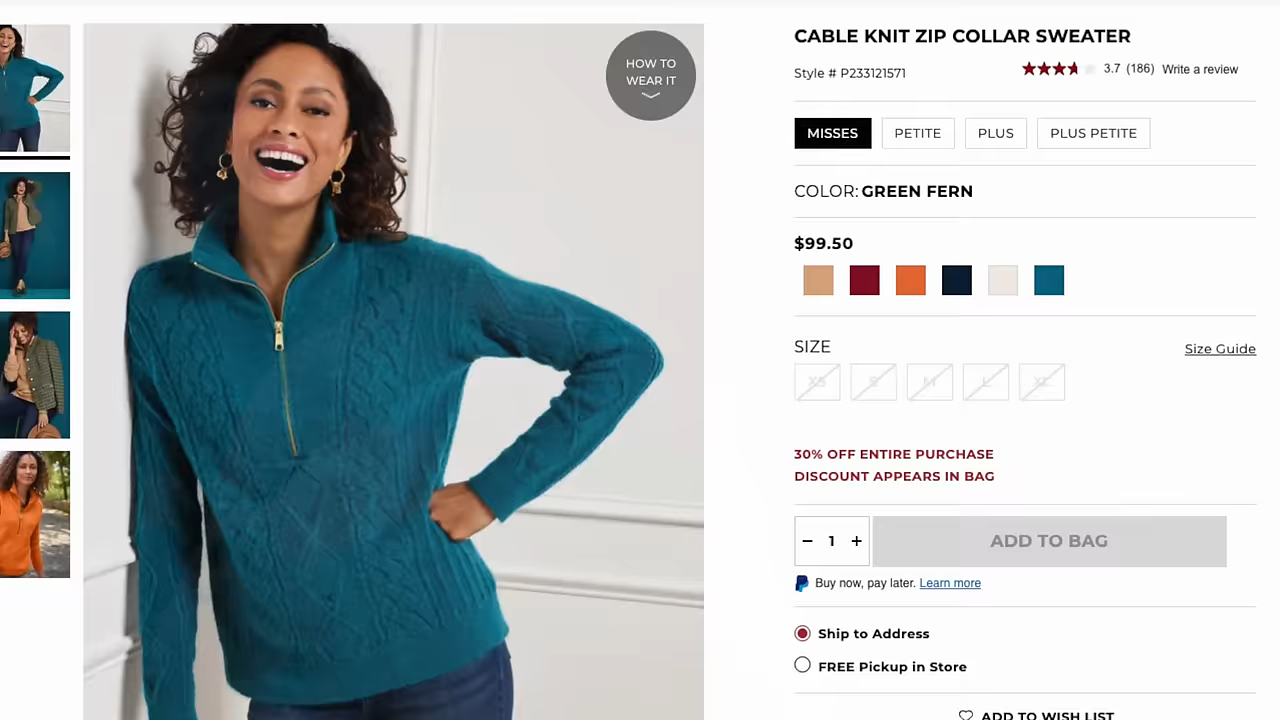 HOW TO
WEAR IT
CABLE KNIT ZIP COLLAR SWEATER
Style # P233121571
3.7 (186) Write a review
MISSES PETITE PLUS PLUS PETITE
COLOR: GREEN FERN
$99.50
SIZE Size Guide
XS S M L XL
30% OFF ENTIRE PURCHASE
DISCOUNT APPEARS IN BAG
− 1 + ADD TO BAG
Buy now, pay later. Learn more
Ship to Address
FREE Pickup in Store
ADD TO WISH LIST